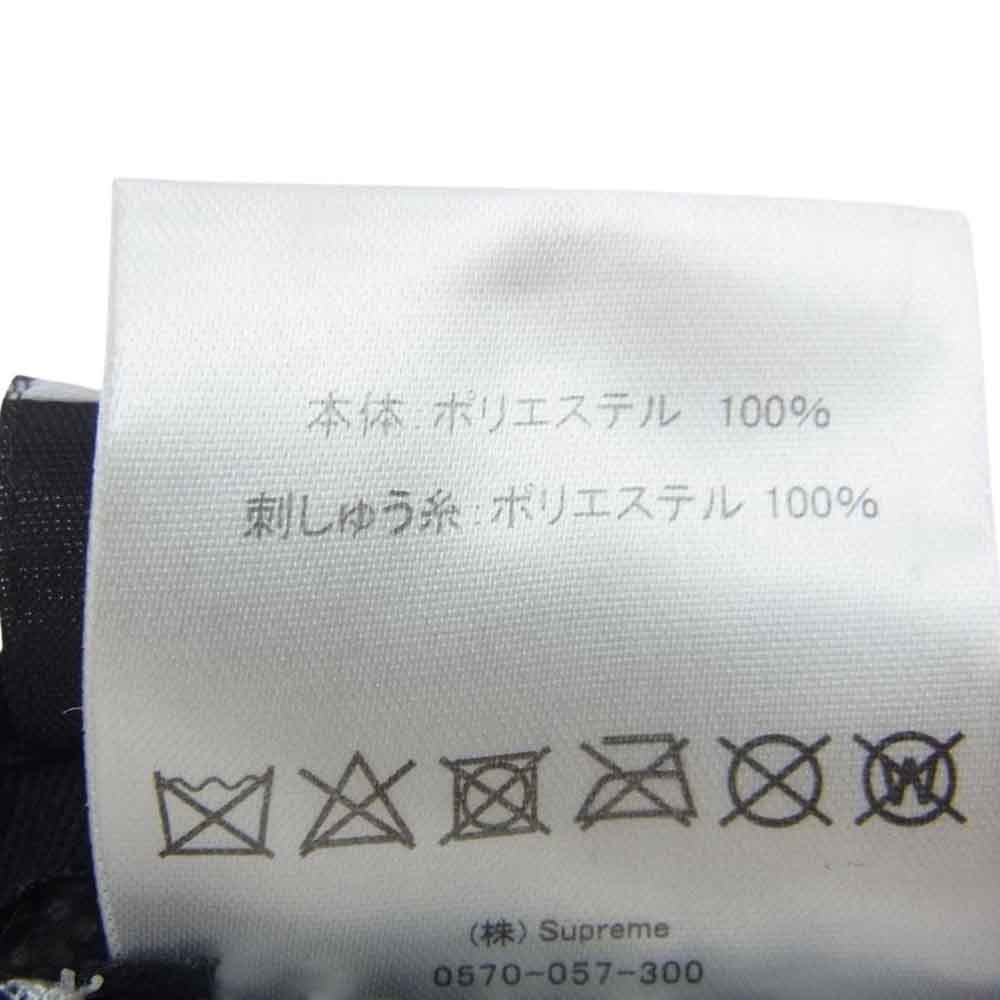 本体:ポリエステル 100%
刺しゅう糸:ポリエステル 100%
W
(株) Supreme
0570-057-300